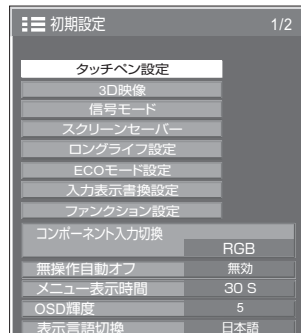 初期設定 1/2
タッチペン設定
3D映像
信号モード
スクリーンセーバー
ロングライフ設定
ECOモード設定
入力表示書換設定
ファンクション設定
コンポーネント入力切換
RGB
無操作自動オフ 無効
メニュー表示時間 30 S
OSD輝度 5
表示言語切換 日本語